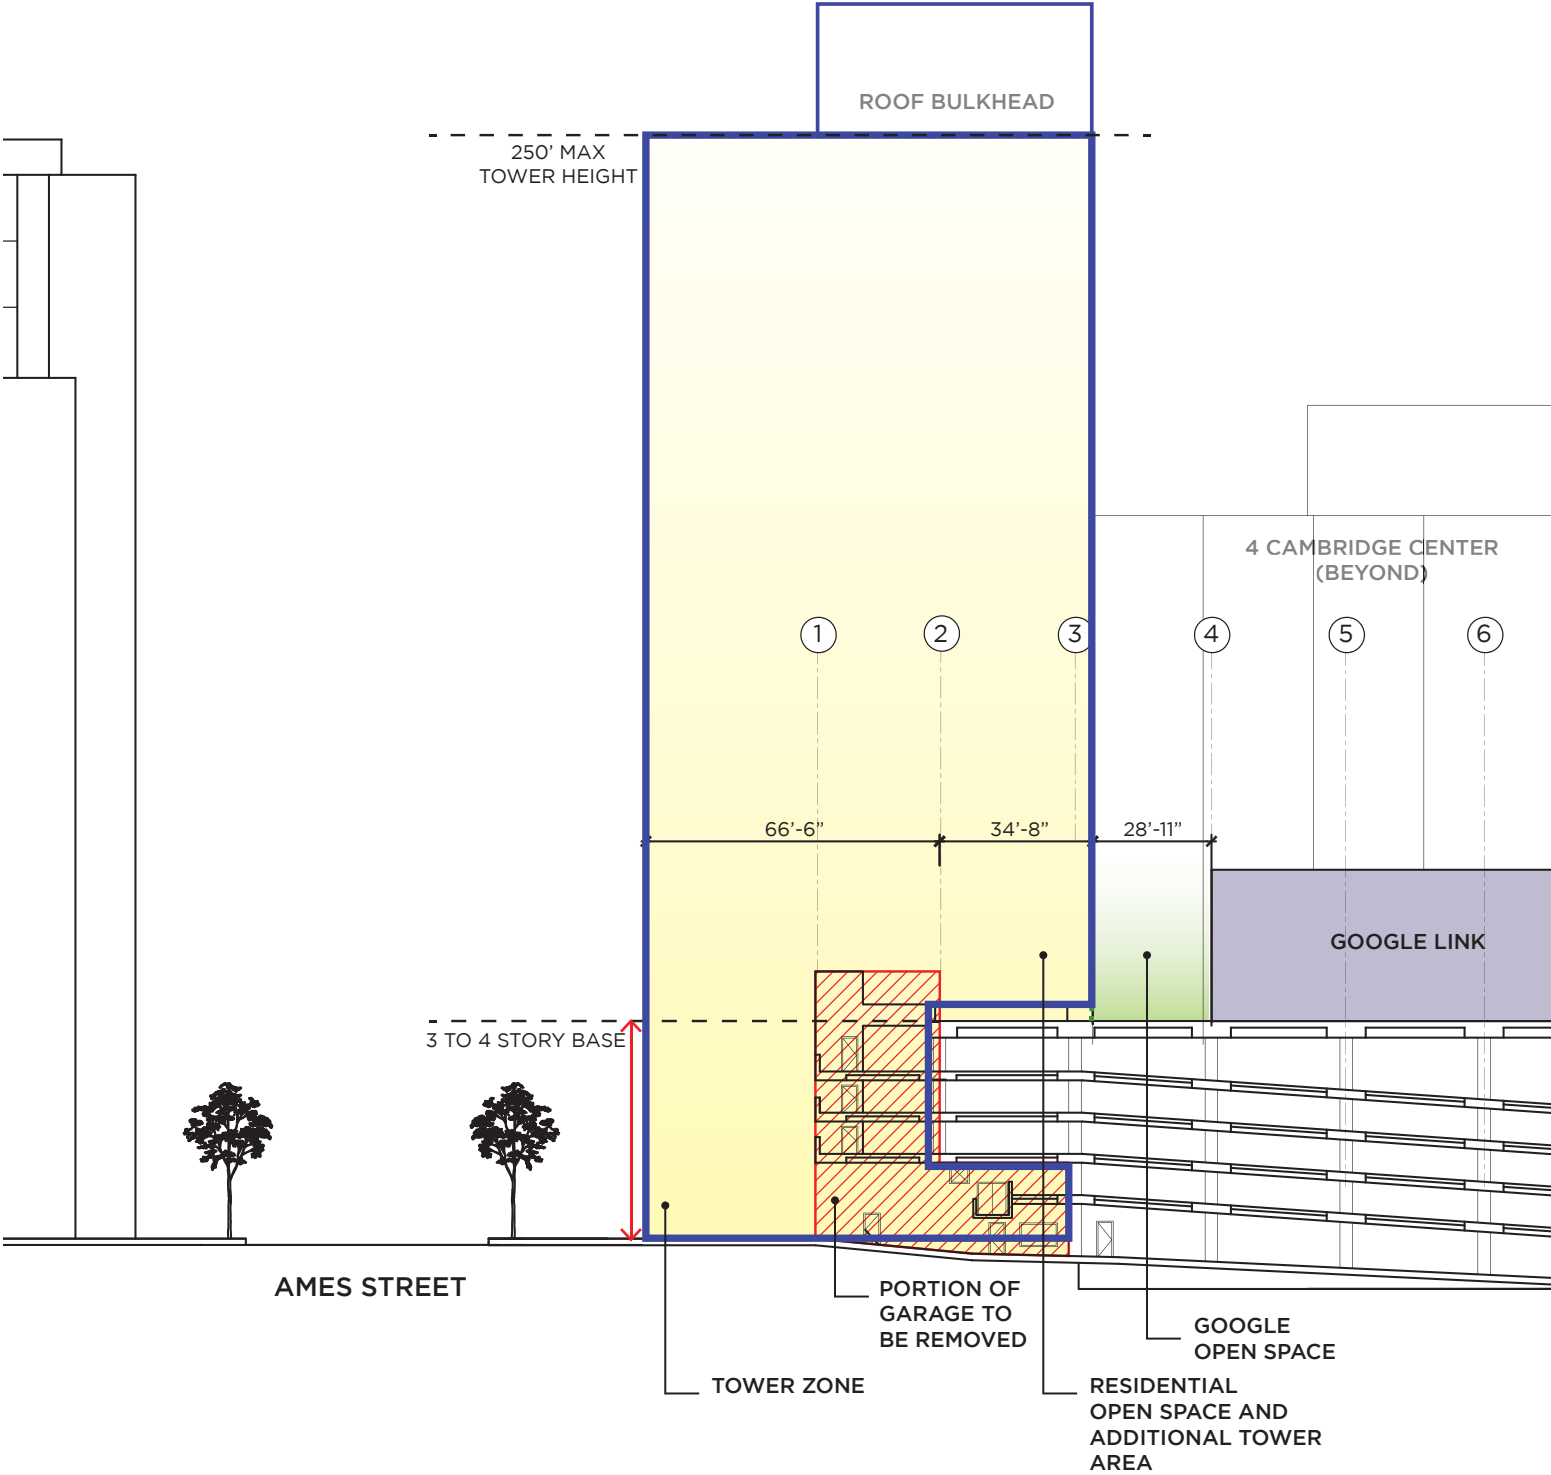 ROOF BULKHEAD
250’ MAX
TOWER HEIGHT
4 CAMBRIDGE CENTER
(BEYOND)
1
2
3
4
5
6
66’-6”
34’-8”
28’-11”
GOOGLE LINK
3 TO 4 STORY BASE
AMES STREET
PORTION OF
GARAGE TO
BE REMOVED
GOOGLE
OPEN SPACE
TOWER ZONE
RESIDENTIAL
OPEN SPACE AND
ADDITIONAL TOWER
AREA